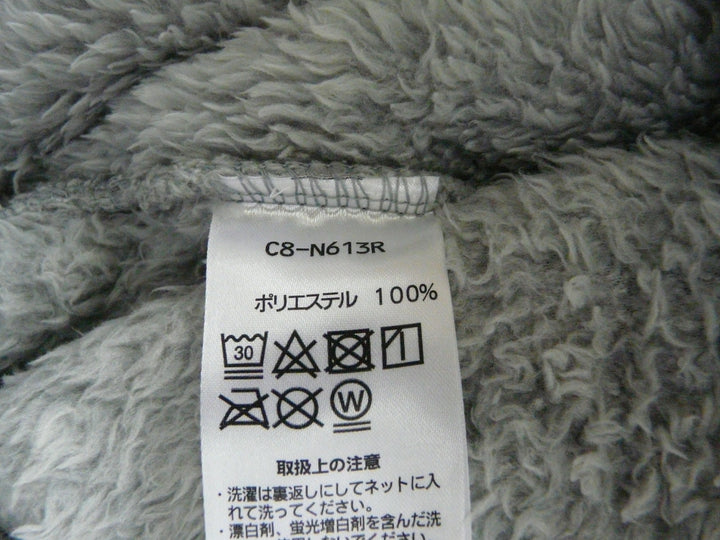 C8-N613R
ポリエステル 100%
30
W
取扱上の注意
・洗濯は裏返しにしてネットに入
れて洗ってください。
・漂白剤、蛍光増白剤を含んだ洗